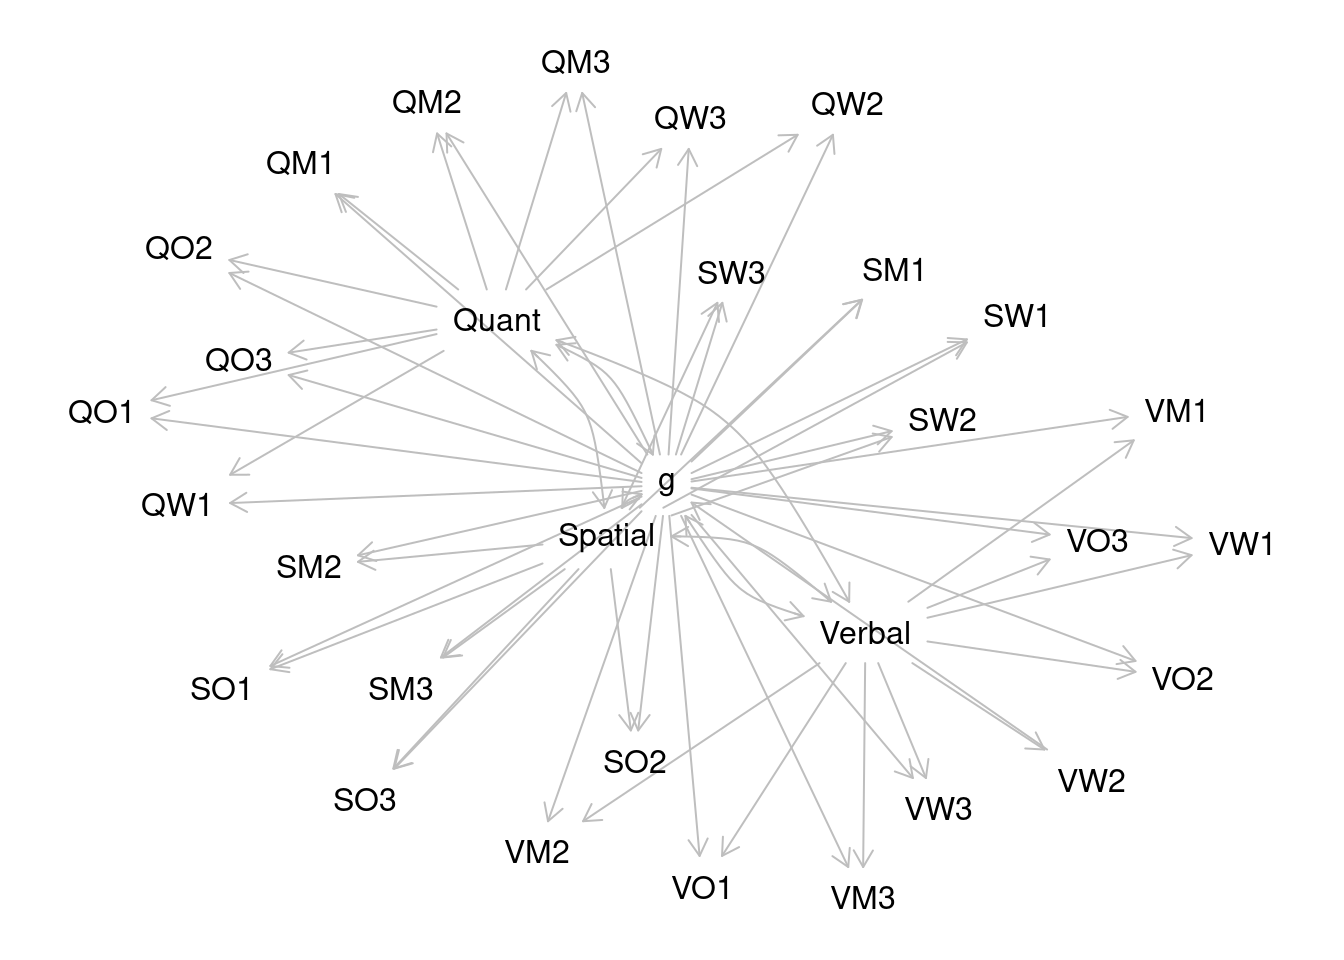 QM3
QM2
QW2
QW3
QM1
QO2
SW3
SM1
SW1
Quant
QO3
QO1
VM1
SW2
g
QW1
Spatial
VO3
VW1
SM2
Verbal
VO2
SO1
SM3
SO2
VW2
SO3
VW3
VM2
VO1
VM3